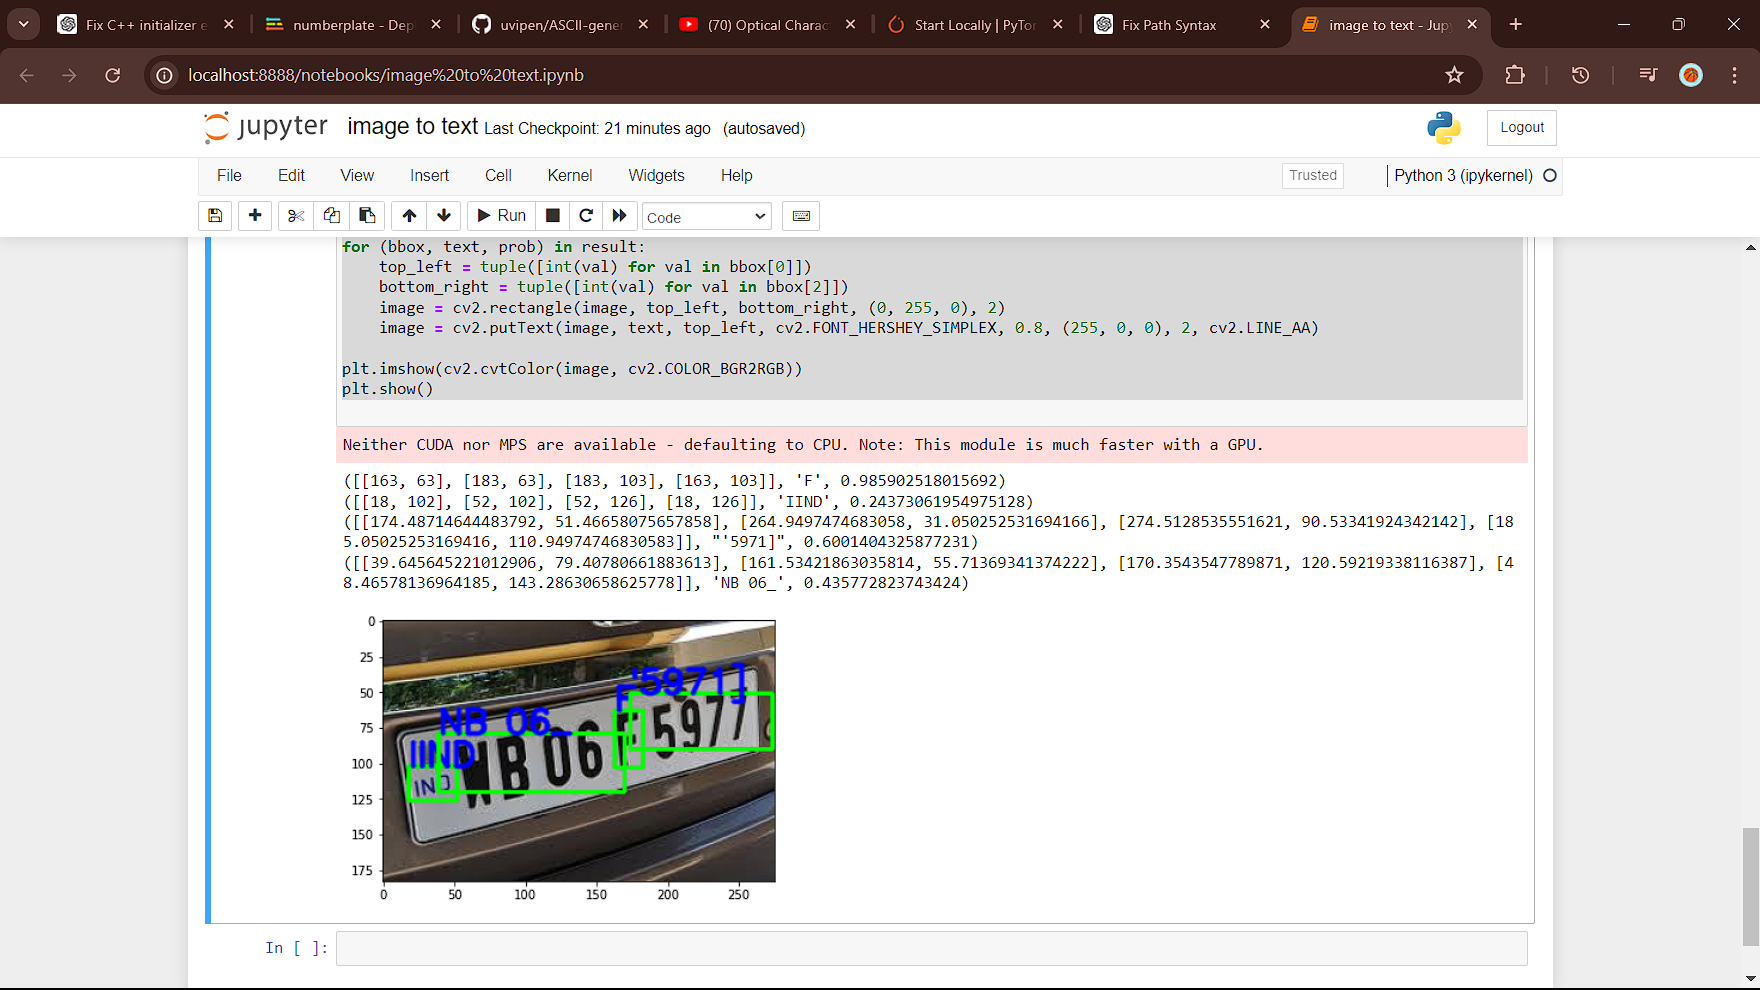 Fix C++ initializer e
numberplate - Dep
uvipen/ASCII-gener
(70) Optical Charac
Start Locally | PyTor
Fix Path Syntax
image to text - Jupy
localhost:8888/notebooks/image%20to%20text.ipynb
jupyter image to text Last Checkpoint: 21 minutes ago (autosaved)
Logout
File Edit View Insert Cell Kernel Widgets Help
Trusted
Python 3 (ipykernel)
Run
Code
for (bbox, text, prob) in result:
top_left = tuple([int(val) for val in bbox[0]])
bottom_right = tuple([int(val) for val in bbox[2]])
image = cv2.rectangle(image, top_left, bottom_right, (0, 255, 0), 2)
image = cv2.putText(image, text, top_left, cv2.FONT_HERSHEY_SIMPLEX, 0.8, (255, 0, 0), 2, cv2.LINE_AA)
plt.imshow(cv2.cvtColor(image, cv2.COLOR_BGR2RGB))
plt.show()
Neither CUDA nor MPS are available - defaulting to CPU. Note: This module is much faster with a GPU.
([[163, 63], [183, 63], [183, 103], [163, 103]], 'F', 0.985902518015692)
([[18, 102], [52, 102], [52, 126], [18, 126]], 'IIND', 0.24373061954975128)
([[174.48714644483792, 51.46658075657858], [264.9497474683058, 31.050252531694166], [274.5128535551621, 90.53341924342142], [18
5.05025253169416, 110.94974746830583]], "'5971]", 0.6001404325877231)
([[39.645645221012906, 79.40780661883613], [161.53421863035814, 55.71369341374222], [170.3543547789871, 120.59219338116387], [4
8.46578136964185, 143.28630658625778]], 'NB 06_', 0.435772823743424)
0
25
50
75
100
125
150
175
'5971]
F
NB 06_
IIND
IND
WB 06 F 5977
0 50 100 150 200 250
In [ ]: